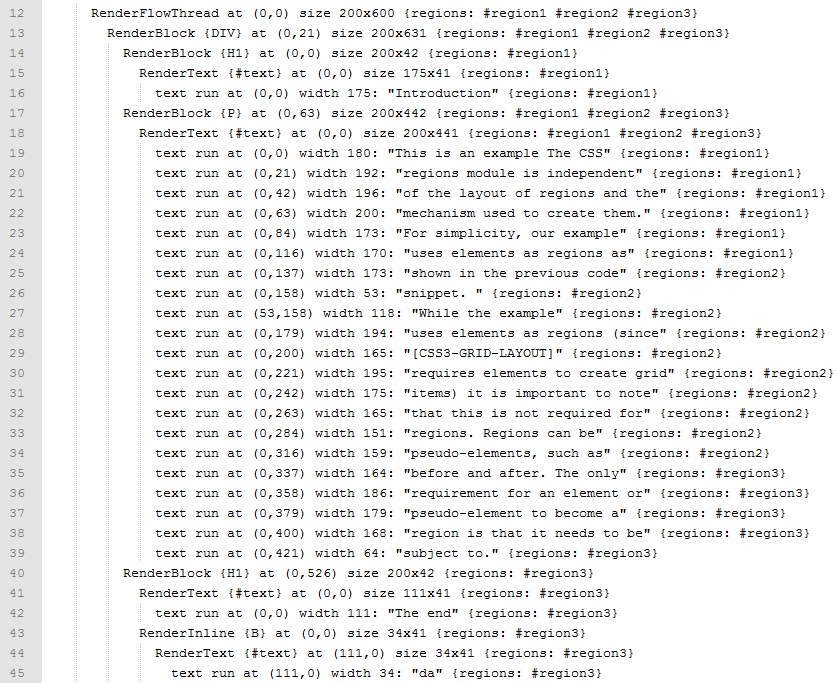 12 RenderFlowThread at (0,0) size 200x600 {regions: #region1 #region2 #region3}
13 RenderBlock {DIV} at (0,21) size 200x631 {regions: #region1 #region2 #region3}
14 RenderBlock {H1} at (0,0) size 200x42 {regions: #region1}
15 RenderText {#text} at (0,0) size 175x41 {regions: #region1}
16 text run at (0,0) width 175: "Introduction" {regions: #region1}
17 RenderBlock {P} at (0,63) size 200x442 {regions: #region1 #region2 #region3}
18 RenderText {#text} at (0,0) size 200x441 {regions: #region1 #region2 #region3}
19 text run at (0,0) width 180: "This is an example The CSS" {regions: #region1}
20 text run at (0,21) width 192: "regions module is independent" {regions: #region1}
21 text run at (0,42) width 196: "of the layout of regions and the" {regions: #region1}
22 text run at (0,63) width 200: "mechanism used to create them." {regions: #region1}
23 text run at (0,84) width 173: "For simplicity, our example" {regions: #region1}
24 text run at (0,116) width 170: "uses elements as regions as" {regions: #region1}
25 text run at (0,137) width 173: "shown in the previous code" {regions: #region2}
26 text run at (0,158) width 53: "snippet. " {regions: #region2}
27 text run at (53,158) width 118: "While the example" {regions: #region2}
28 text run at (0,179) width 194: "uses elements as regions (since" {regions: #region2}
29 text run at (0,200) width 165: "[CSS3-GRID-LAYOUT]" {regions: #region2}
30 text run at (0,221) width 195: "requires elements to create grid" {regions: #region2}
31 text run at (0,242) width 175: "items) it is important to note" {regions: #region2}
32 text run at (0,263) width 165: "that this is not required for" {regions: #region2}
33 text run at (0,284) width 151: "regions. Regions can be" {regions: #region2}
34 text run at (0,316) width 159: "pseudo-elements, such as" {regions: #region2}
35 text run at (0,337) width 164: "before and after. The only" {regions: #region3}
36 text run at (0,358) width 186: "requirement for an element or" {regions: #region3}
37 text run at (0,379) width 179: "pseudo-element to become a" {regions: #region3}
38 text run at (0,400) width 168: "region is that it needs to be" {regions: #region3}
39 text run at (0,421) width 64: "subject to." {regions: #region3}
40 RenderBlock {H1} at (0,526) size 200x42 {regions: #region3}
41 RenderText {#text} at (0,0) size 111x41 {regions: #region3}
42 text run at (0,0) width 111: "The end" {regions: #region3}
43 RenderInline {B} at (0,0) size 34x41 {regions: #region3}
44 RenderText {#text} at (111,0) size 34x41 {regions: #region3}
45 text run at (111,0) width 34: "da" {regions: #region3}